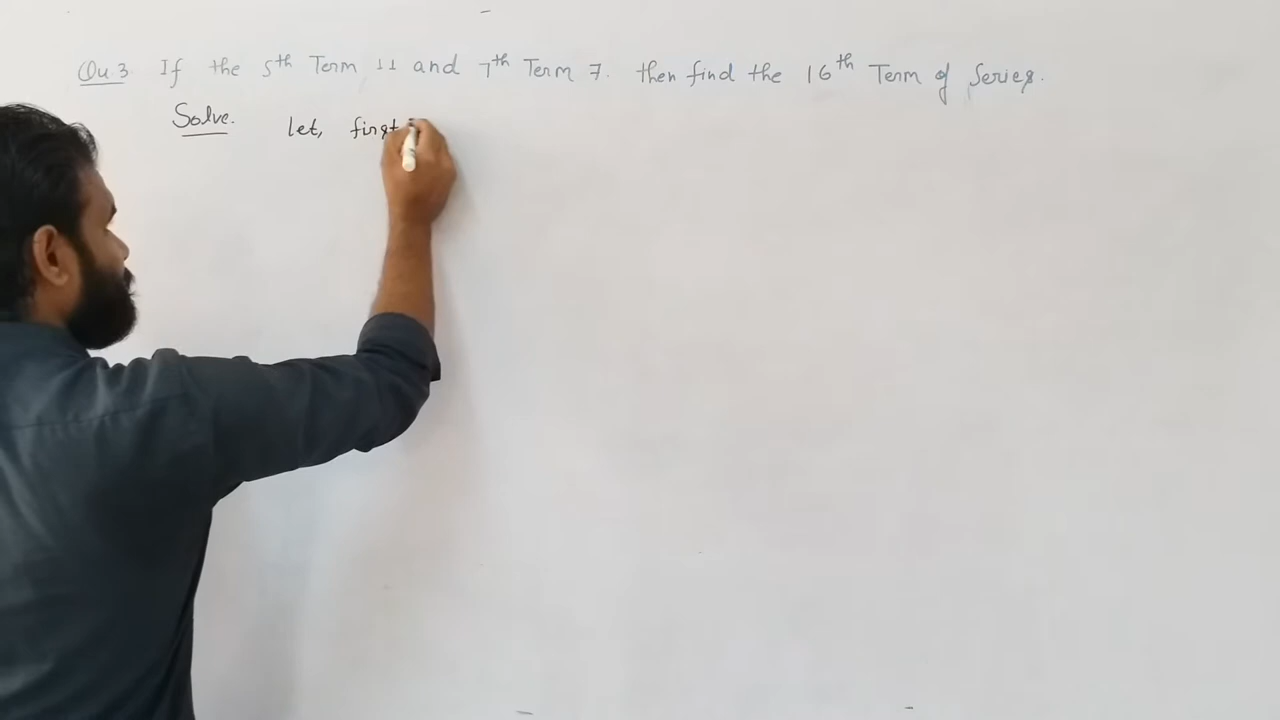 Qu.3 If the 5th Term 11 and 7th Term 7. then find the 16th Term of Series.
Solve. let, first